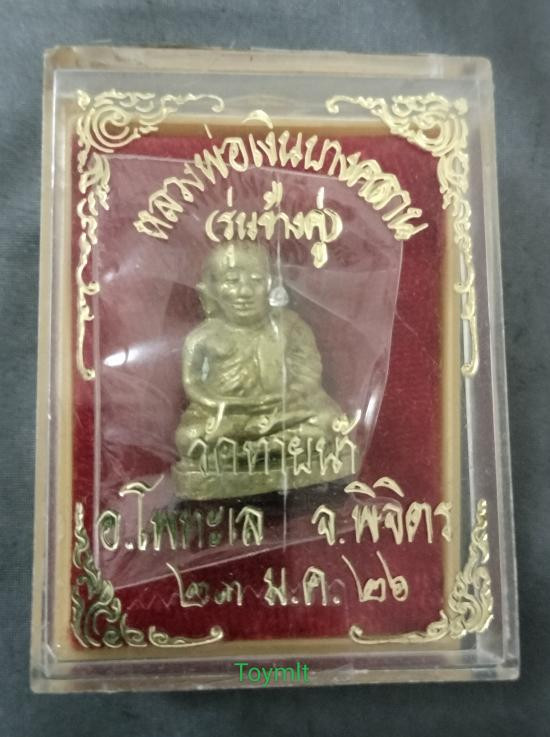 หลวงพ่อเงินบางคลาน
(รุ่นช้างคู่)
วัดท้ายน้ำ
อ.โพทะเล จ.พิจิตร
๒๓ ม.ค. ๒๖
Toymlt